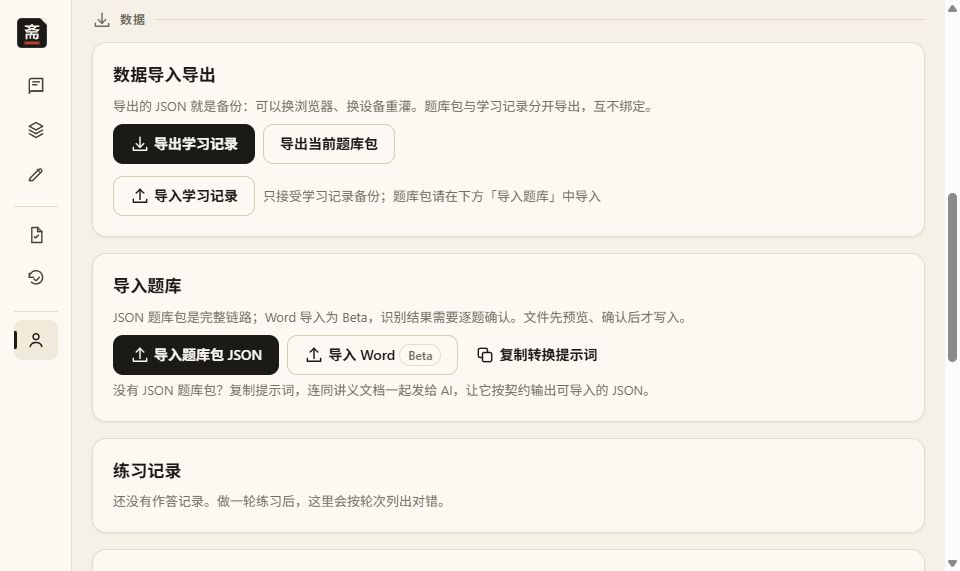 斋
数据
数据导入导出
导出的 JSON 就是备份：可以换浏览器、换设备重灌。题库包与学习记录分开导出，互不绑定。
导出学习记录
导出当前题库包
导入学习记录
只接受学习记录备份；题库包请在下方「导入题库」中导入
导入题库
JSON 题库包是完整链路；Word 导入为 Beta，识别结果需要逐题确认。文件先预览、确认后才写入。
导入题库包 JSON
导入 Word Beta
复制转换提示词
没有 JSON 题库包？复制提示词，连同讲义文档一起发给 AI，让它按契约输出可导入的 JSON。
练习记录
还没有作答记录。做一轮练习后，这里会按轮次列出对错。